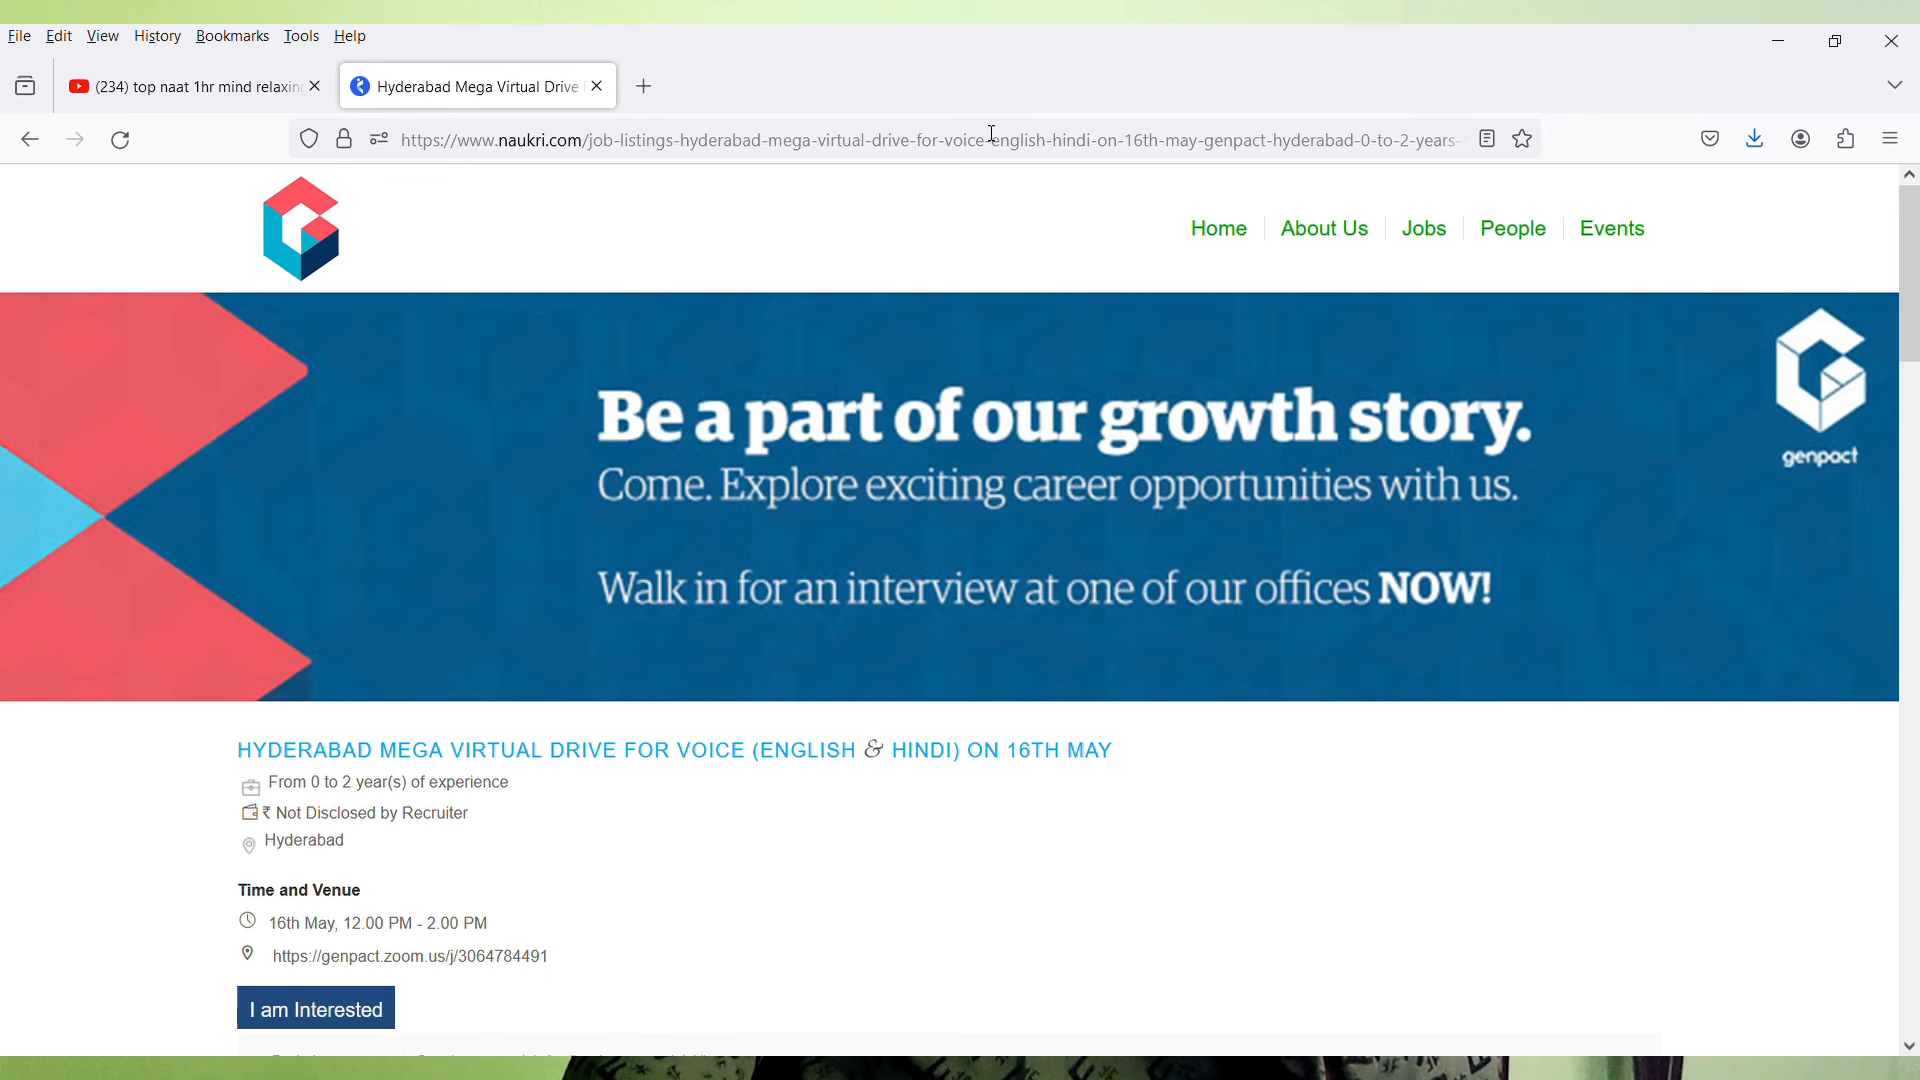 File Edit View History Bookmarks Tools Help
(234) top naat 1hr mind relaxin
Hyderabad Mega Virtual Drive
https://www.naukri.com/job-listings-hyderabad-mega-virtual-drive-for-voice-english-hindi-on-16th-may-genpact-hyderabad-0-to-2-years-
Home About Us Jobs People Events
Be a part of our growth story.
Come. Explore exciting career opportunities with us.
genpact
Walk in for an interview at one of our offices NOW!
HYDERABAD MEGA VIRTUAL DRIVE FOR VOICE (ENGLISH & HINDI) ON 16TH MAY
From 0 to 2 year(s) of experience
₹ Not Disclosed by Recruiter
Hyderabad
Time and Venue
16th May, 12.00 PM - 2.00 PM
https://genpact.zoom.us/j/3064784491
I am Interested